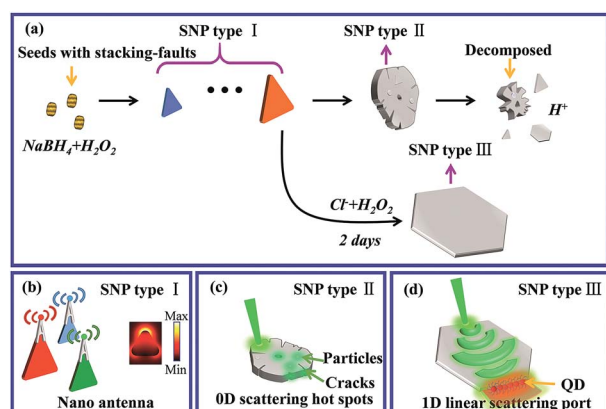 (a)
SNP type Ⅰ
SNP type Ⅱ
Seeds with stacking-faults
Decomposed
NaBH4+H2O2
H+
SNP type Ⅲ
Cl-+H2O2
2 days
(b)
SNP type Ⅰ
Max
Min
Nano antenna
(c)
SNP type Ⅱ
Particles
Cracks
0D scattering hot spots
(d)
SNP type Ⅲ
QD
1D linear scattering port